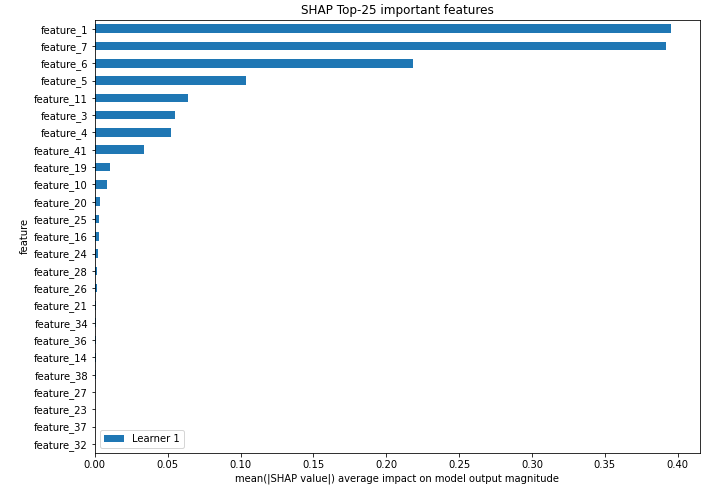 SHAP Top-25 important features
feature_1
feature_7
feature_6
feature_5
feature_11
feature_3
feature_4
feature_41
feature_19
feature_10
feature_20
feature_25
feature_16
feature_24
feature_28
feature_26
feature_21
feature_34
feature_36
feature_14
feature_38
feature_27
feature_23
feature_37
feature_32
feature
Learner 1
0.00 0.05 0.10 0.15 0.20 0.25 0.30 0.35 0.40
mean(|SHAP value|) average impact on model output magnitude